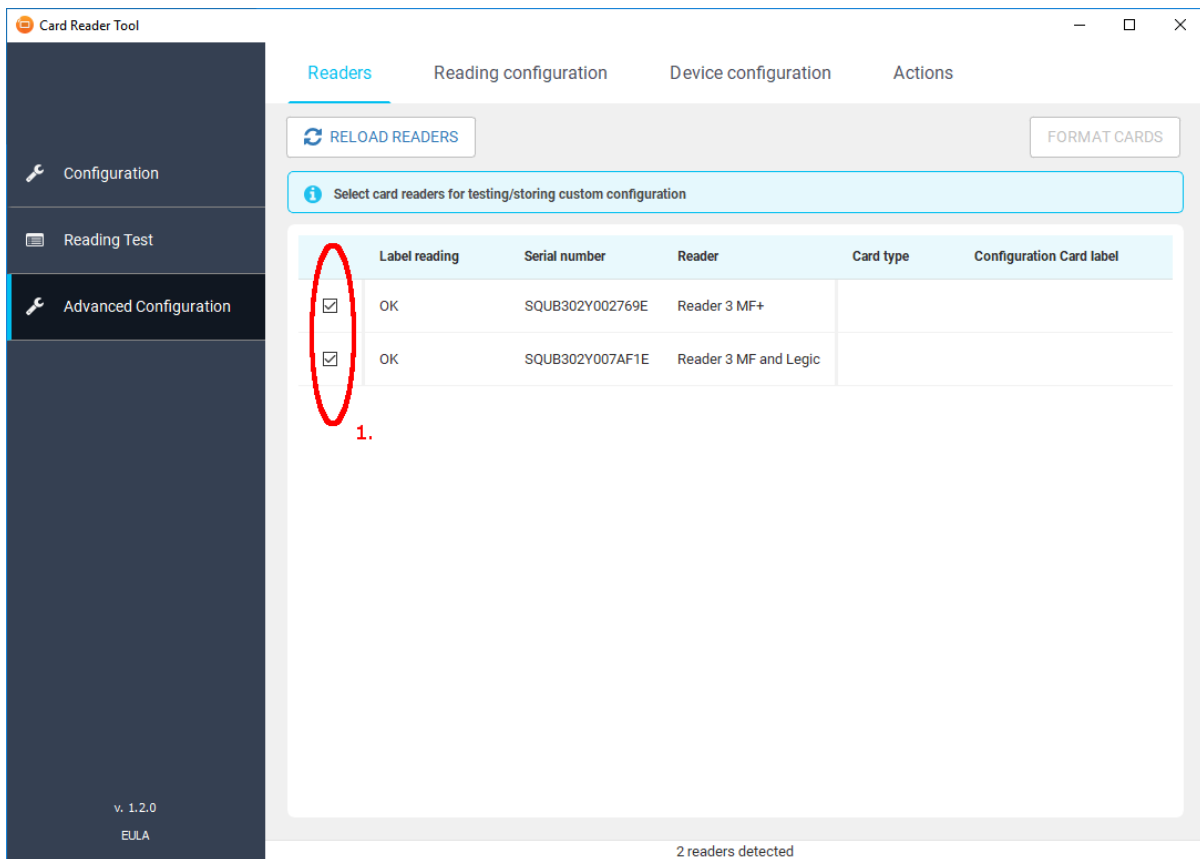 Card Reader Tool
Readers Reading configuration Device configuration Actions
RELOAD READERS FORMAT CARDS
Configuration
Select card readers for testing/storing custom configuration
Reading Test
Label reading Serial number Reader Card type Configuration Card label
Advanced Configuration
OK SQUB302Y002769E Reader 3 MF+
OK SQUB302Y007AF1E Reader 3 MF and Legic
1.
v. 1.2.0
EULA
2 readers detected